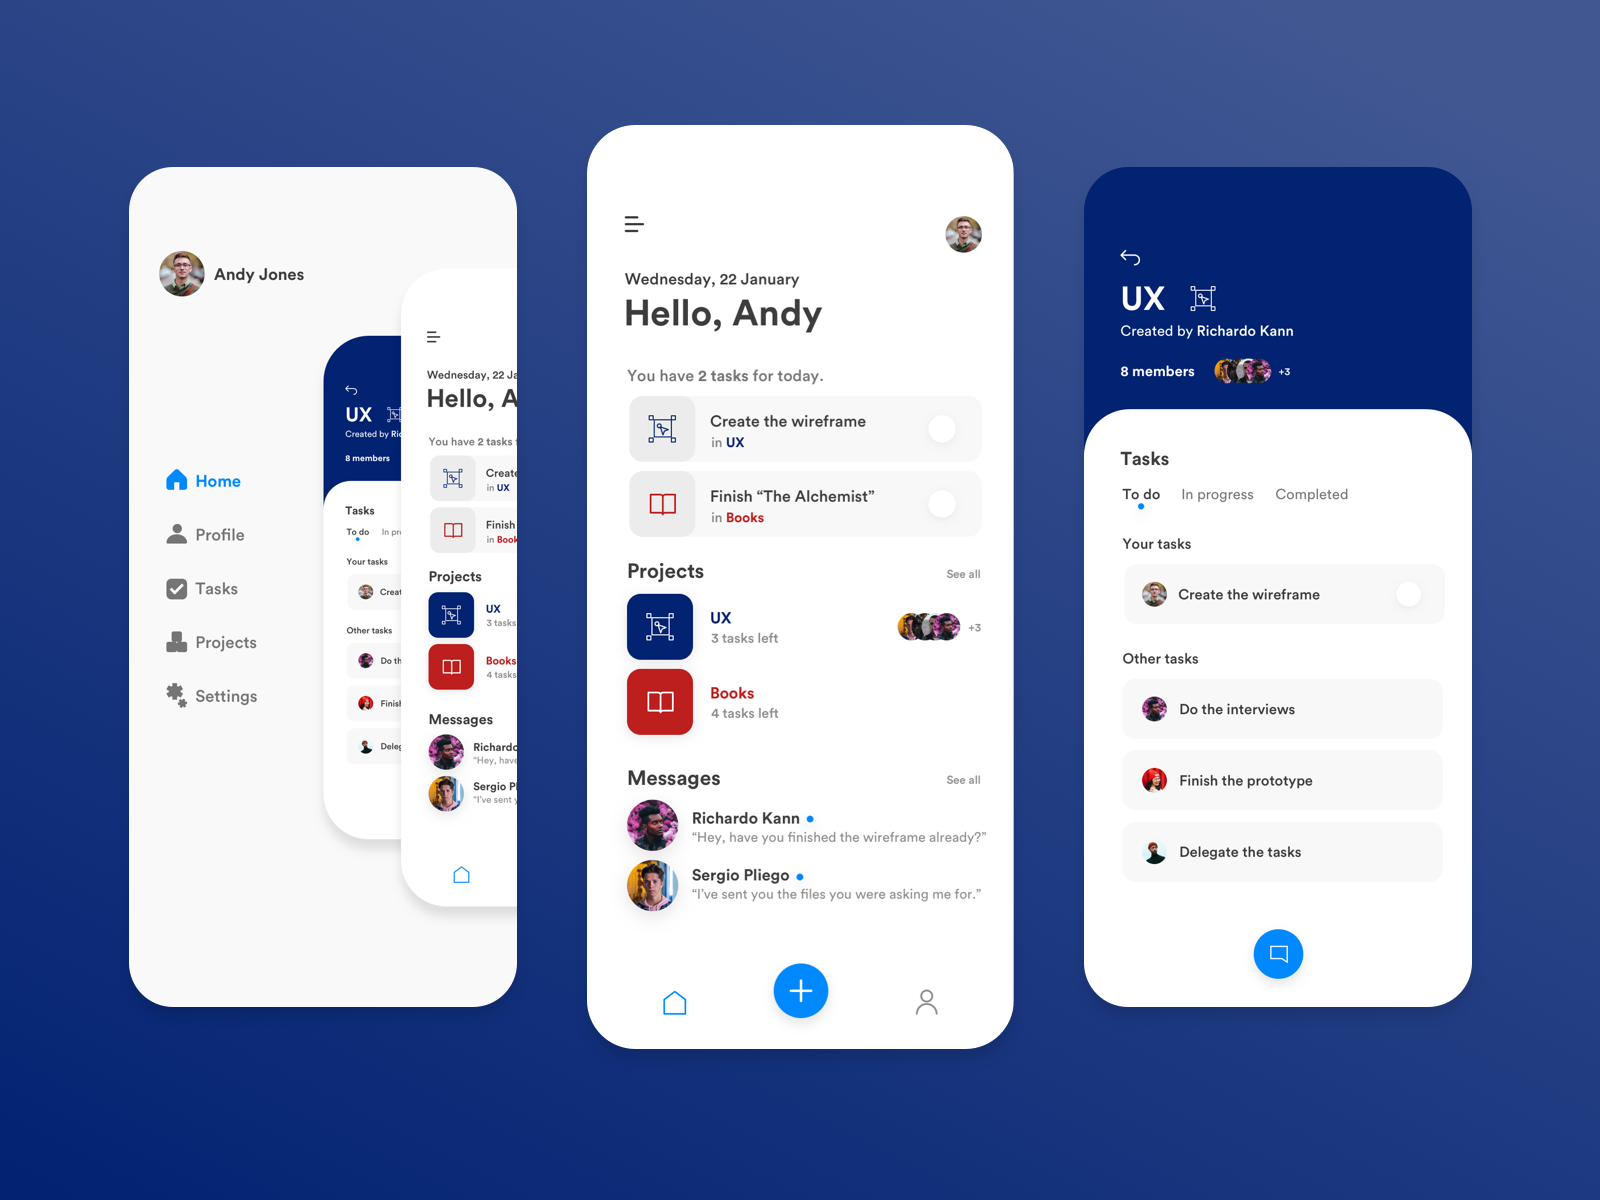 Andy Jones
Home
Profile
Tasks
Projects
Settings
UX
Created by Ric
8 members
Tasks
To do In pr
Your tasks
Creat
Other tasks
Do th
Finish
Deleg
Wednesday, 22 Ja
Hello, A
You have 2 tasks
Create
in UX
Finish
in Book
Projects
UX
3 tasks
Books
4 tasks
Messages
Richardo
“Hey, have
Sergio Pl
“I’ve sent y
Wednesday, 22 January
Hello, Andy
You have 2 tasks for today.
Create the wireframe
in UX
Finish “The Alchemist”
in Books
Projects See all
UX
3 tasks left
+3
Books
4 tasks left
Messages See all
Richardo Kann
“Hey, have you finished the wireframe already?”
Sergio Pliego
“I’ve sent you the files you were asking me for.”
UX
Created by Richardo Kann
8 members +3
Tasks
To do In progress Completed
Your tasks
Create the wireframe
Other tasks
Do the interviews
Finish the prototype
Delegate the tasks